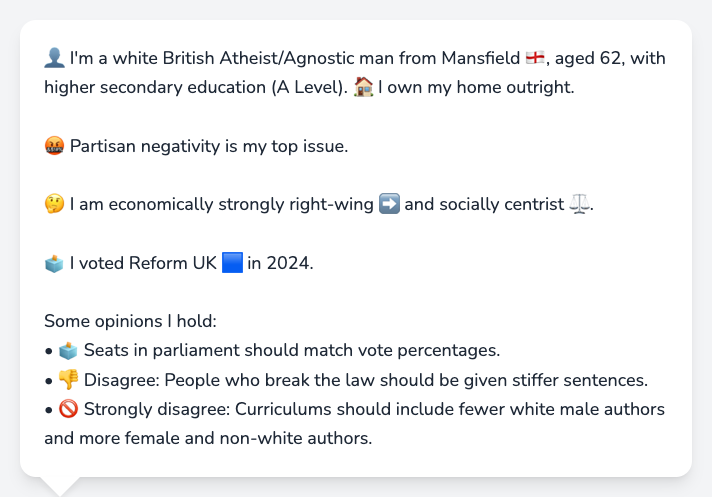 👤 I'm a white British Atheist/Agnostic man from Mansfield 🏴󠁧󠁢󠁥󠁮󠁧󠁿, aged 62, with
higher secondary education (A Level). 🏠 I own my home outright.
🤬 Partisan negativity is my top issue.
🤔 I am economically strongly right-wing ➡️ and socially centrist ⚖️.
🗳️ I voted Reform UK 🟦 in 2024.
Some opinions I hold:
• 🗳️ Seats in parliament should match vote percentages.
• 👎 Disagree: People who break the law should be given stiffer sentences.
• 🚫 Strongly disagree: Curriculums should include fewer white male authors
and more female and non-white authors.